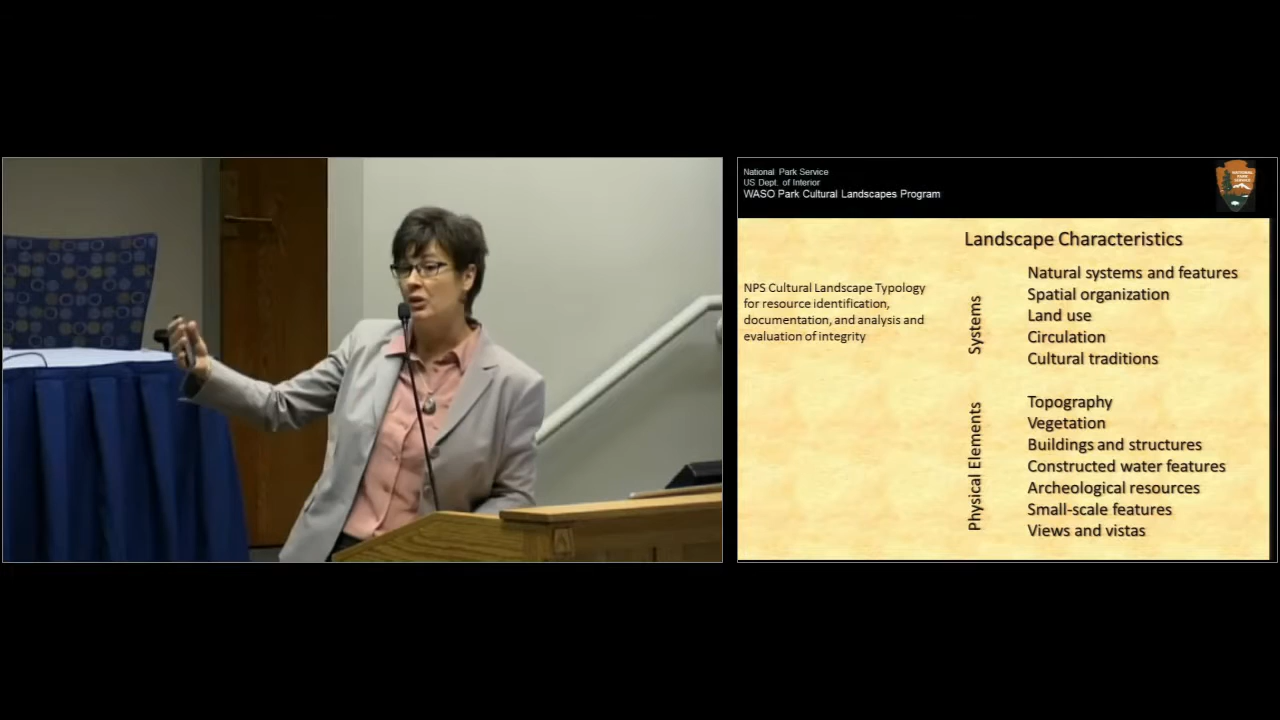 National Park Service
US Dept. of Interior
WASO Park Cultural Landscapes Program
NATIONAL
PARK
SERVICE
Landscape Characteristics
NPS Cultural Landscape Typology
for resource identification,
documentation, and analysis and
evaluation of integrity
Systems
Natural systems and features
Spatial organization
Land use
Circulation
Cultural traditions
Physical Elements
Topography
Vegetation
Buildings and structures
Constructed water features
Archeological resources
Small-scale features
Views and vistas